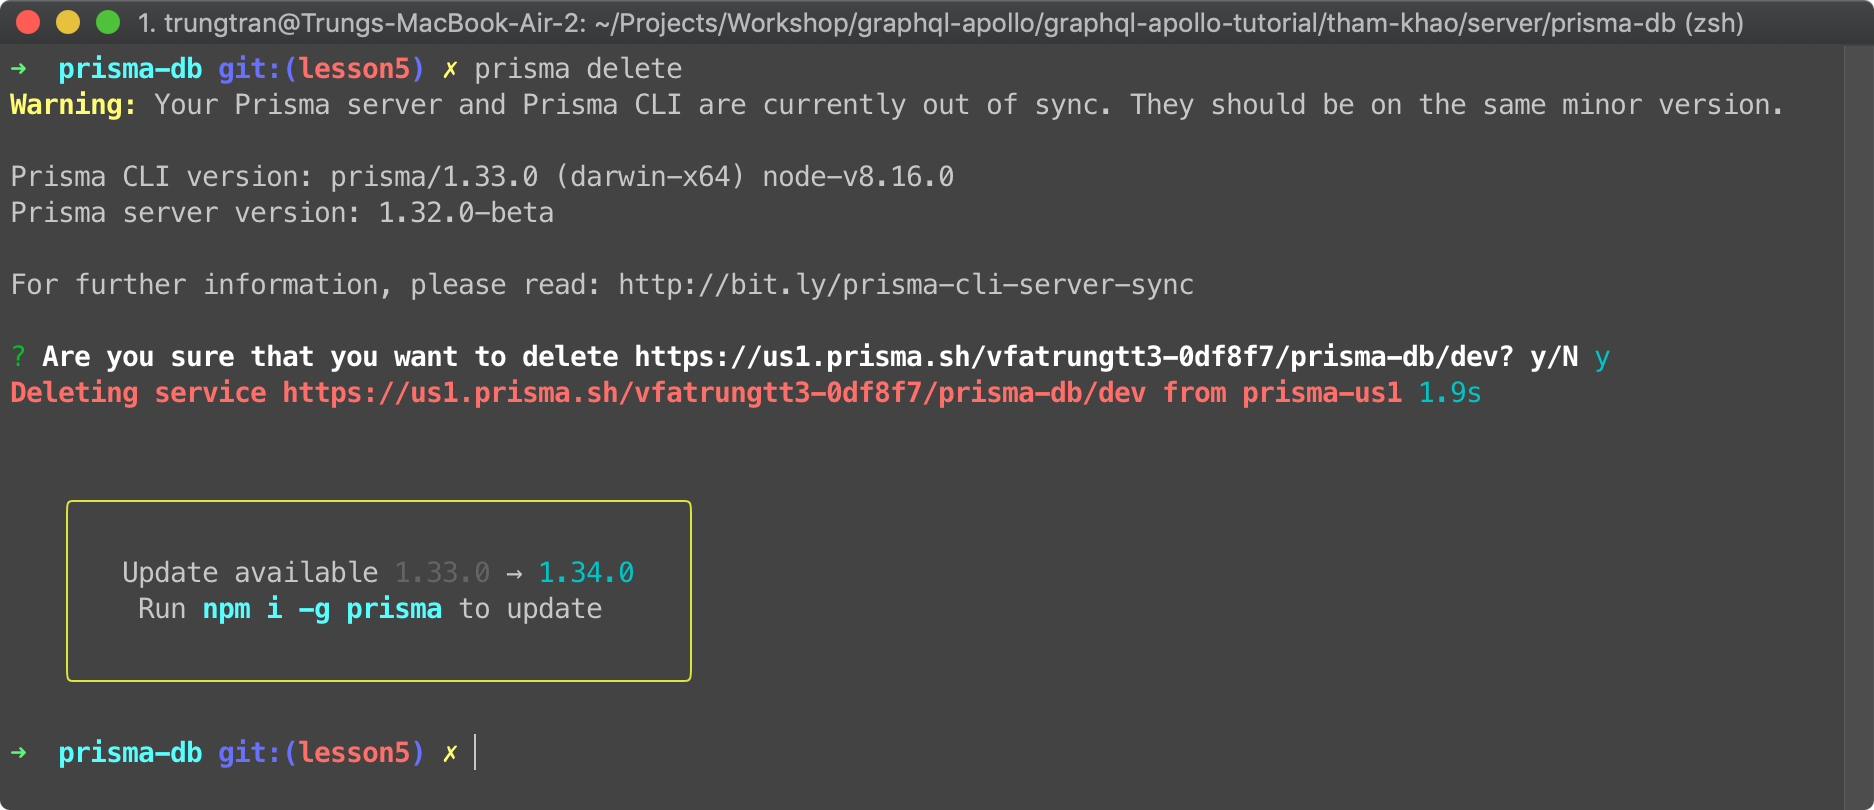 1. trungtran@Trungs-MacBook-Air-2: ~/Projects/Workshop/graphql-apollo/graphql-apollo-tutorial/tham-khao/server/prisma-db (zsh)
➜  prisma-db git:(lesson5) ✗ prisma delete
Warning: Your Prisma server and Prisma CLI are currently out of sync. They should be on the same minor version.
Prisma CLI version: prisma/1.33.0 (darwin-x64) node-v8.16.0
Prisma server version: 1.32.0-beta
For further information, please read: http://bit.ly/prisma-cli-server-sync
? Are you sure that you want to delete https://us1.prisma.sh/vfatrungtt3-0df8f7/prisma-db/dev? y/N y
Deleting service https://us1.prisma.sh/vfatrungtt3-0df8f7/prisma-db/dev from prisma-us1 1.9s
Update available 1.33.0 → 1.34.0
Run npm i -g prisma to update
➜  prisma-db git:(lesson5) ✗